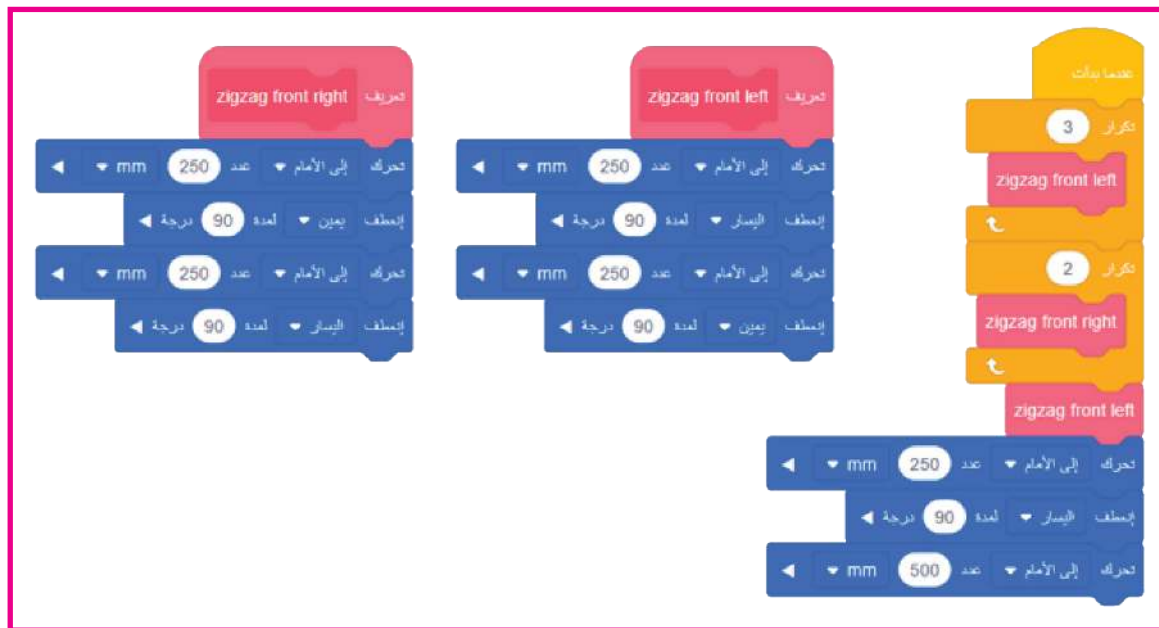 عندما بدأت
تكرار 3
zigzag front left
تكرار 2
zigzag front right
zigzag front left
تحرك إلى الأمام عدد 250 mm
إنعطف اليسار لمدة 90 درجة
تحرك إلى الأمام عدد 500 mm
تعريف zigzag front left
تحرك إلى الأمام عدد 250 mm
إنعطف اليسار لمدة 90 درجة
تحرك إلى الأمام عدد 250 mm
إنعطف يمين لمدة 90 درجة
تعريف zigzag front right
تحرك إلى الأمام عدد 250 mm
إنعطف يمين لمدة 90 درجة
تحرك إلى الأمام عدد 250 mm
إنعطف اليسار لمدة 90 درجة